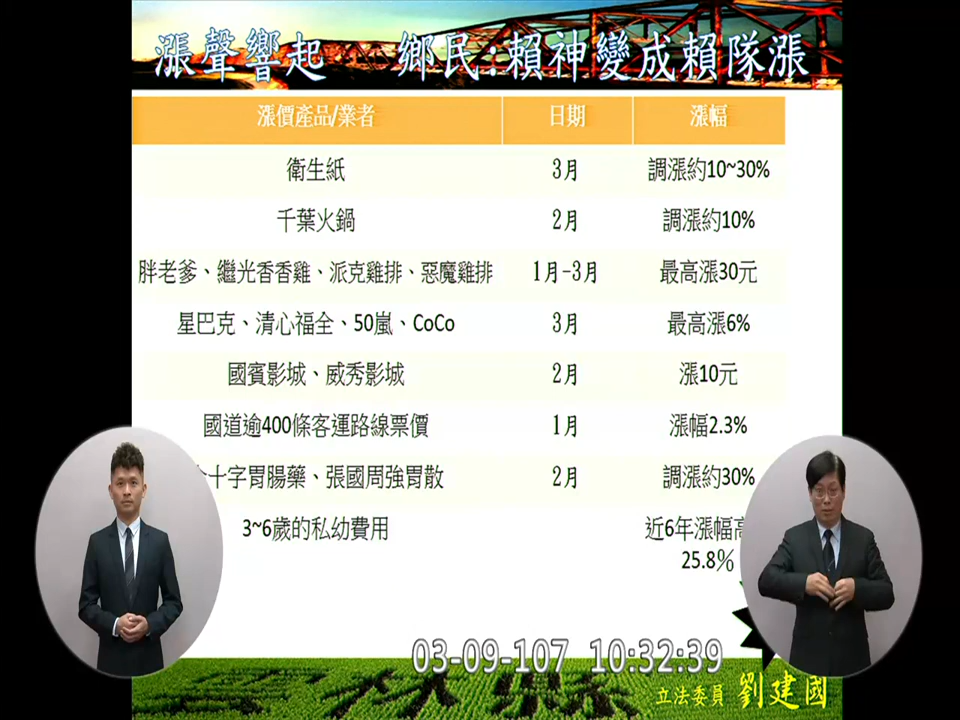 漲聲響起 鄉民:賴神變成賴隊漲
漲價產品/業者 日期 漲幅
衛生紙 3月 調漲約10~30%
千葉火鍋 2月 調漲約10%
胖老爹、繼光香香雞、派克雞排、惡魔雞排 1月-3月 最高漲30元
星巴克、清心福全、50嵐、CoCo 3月 最高漲6%
國賓影城、威秀影城 2月 漲10元
國道逾400條客運路線票價 1月 漲幅2.3%
十字胃腸藥、張國周強胃散 2月 調漲約30%
3~6歲的私幼費用 近6年漲幅高
25.8%
03-09-107 10:32:39
林縣
立法委員 劉建國